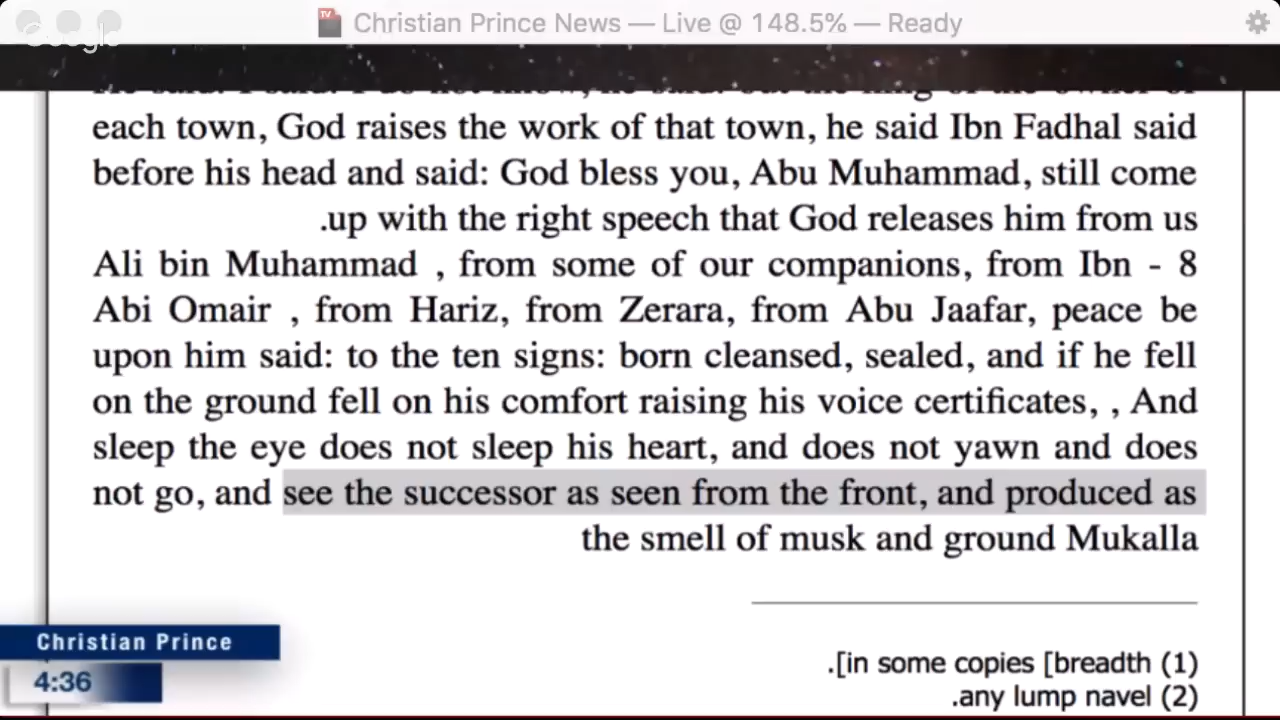 Christian Prince News — Live @ 148.5% — Ready
Google
each town, God raises the work of that town, he said Ibn Fadhal said
before his head and said: God bless you, Abu Muhammad, still come
.up with the right speech that God releases him from us
Ali bin Muhammad , from some of our companions, from Ibn - 8
Abi Omair , from Hariz, from Zerara, from Abu Jaafar, peace be
upon him said: to the ten signs: born cleansed, sealed, and if he fell
on the ground fell on his comfort raising his voice certificates, , And
sleep the eye does not sleep his heart, and does not yawn and does
not go, and see the successor as seen from the front, and produced as
the smell of musk and ground Mukalla
.[in some copies [breadth (1)
.any lump navel (2)
Christian Prince
4:36